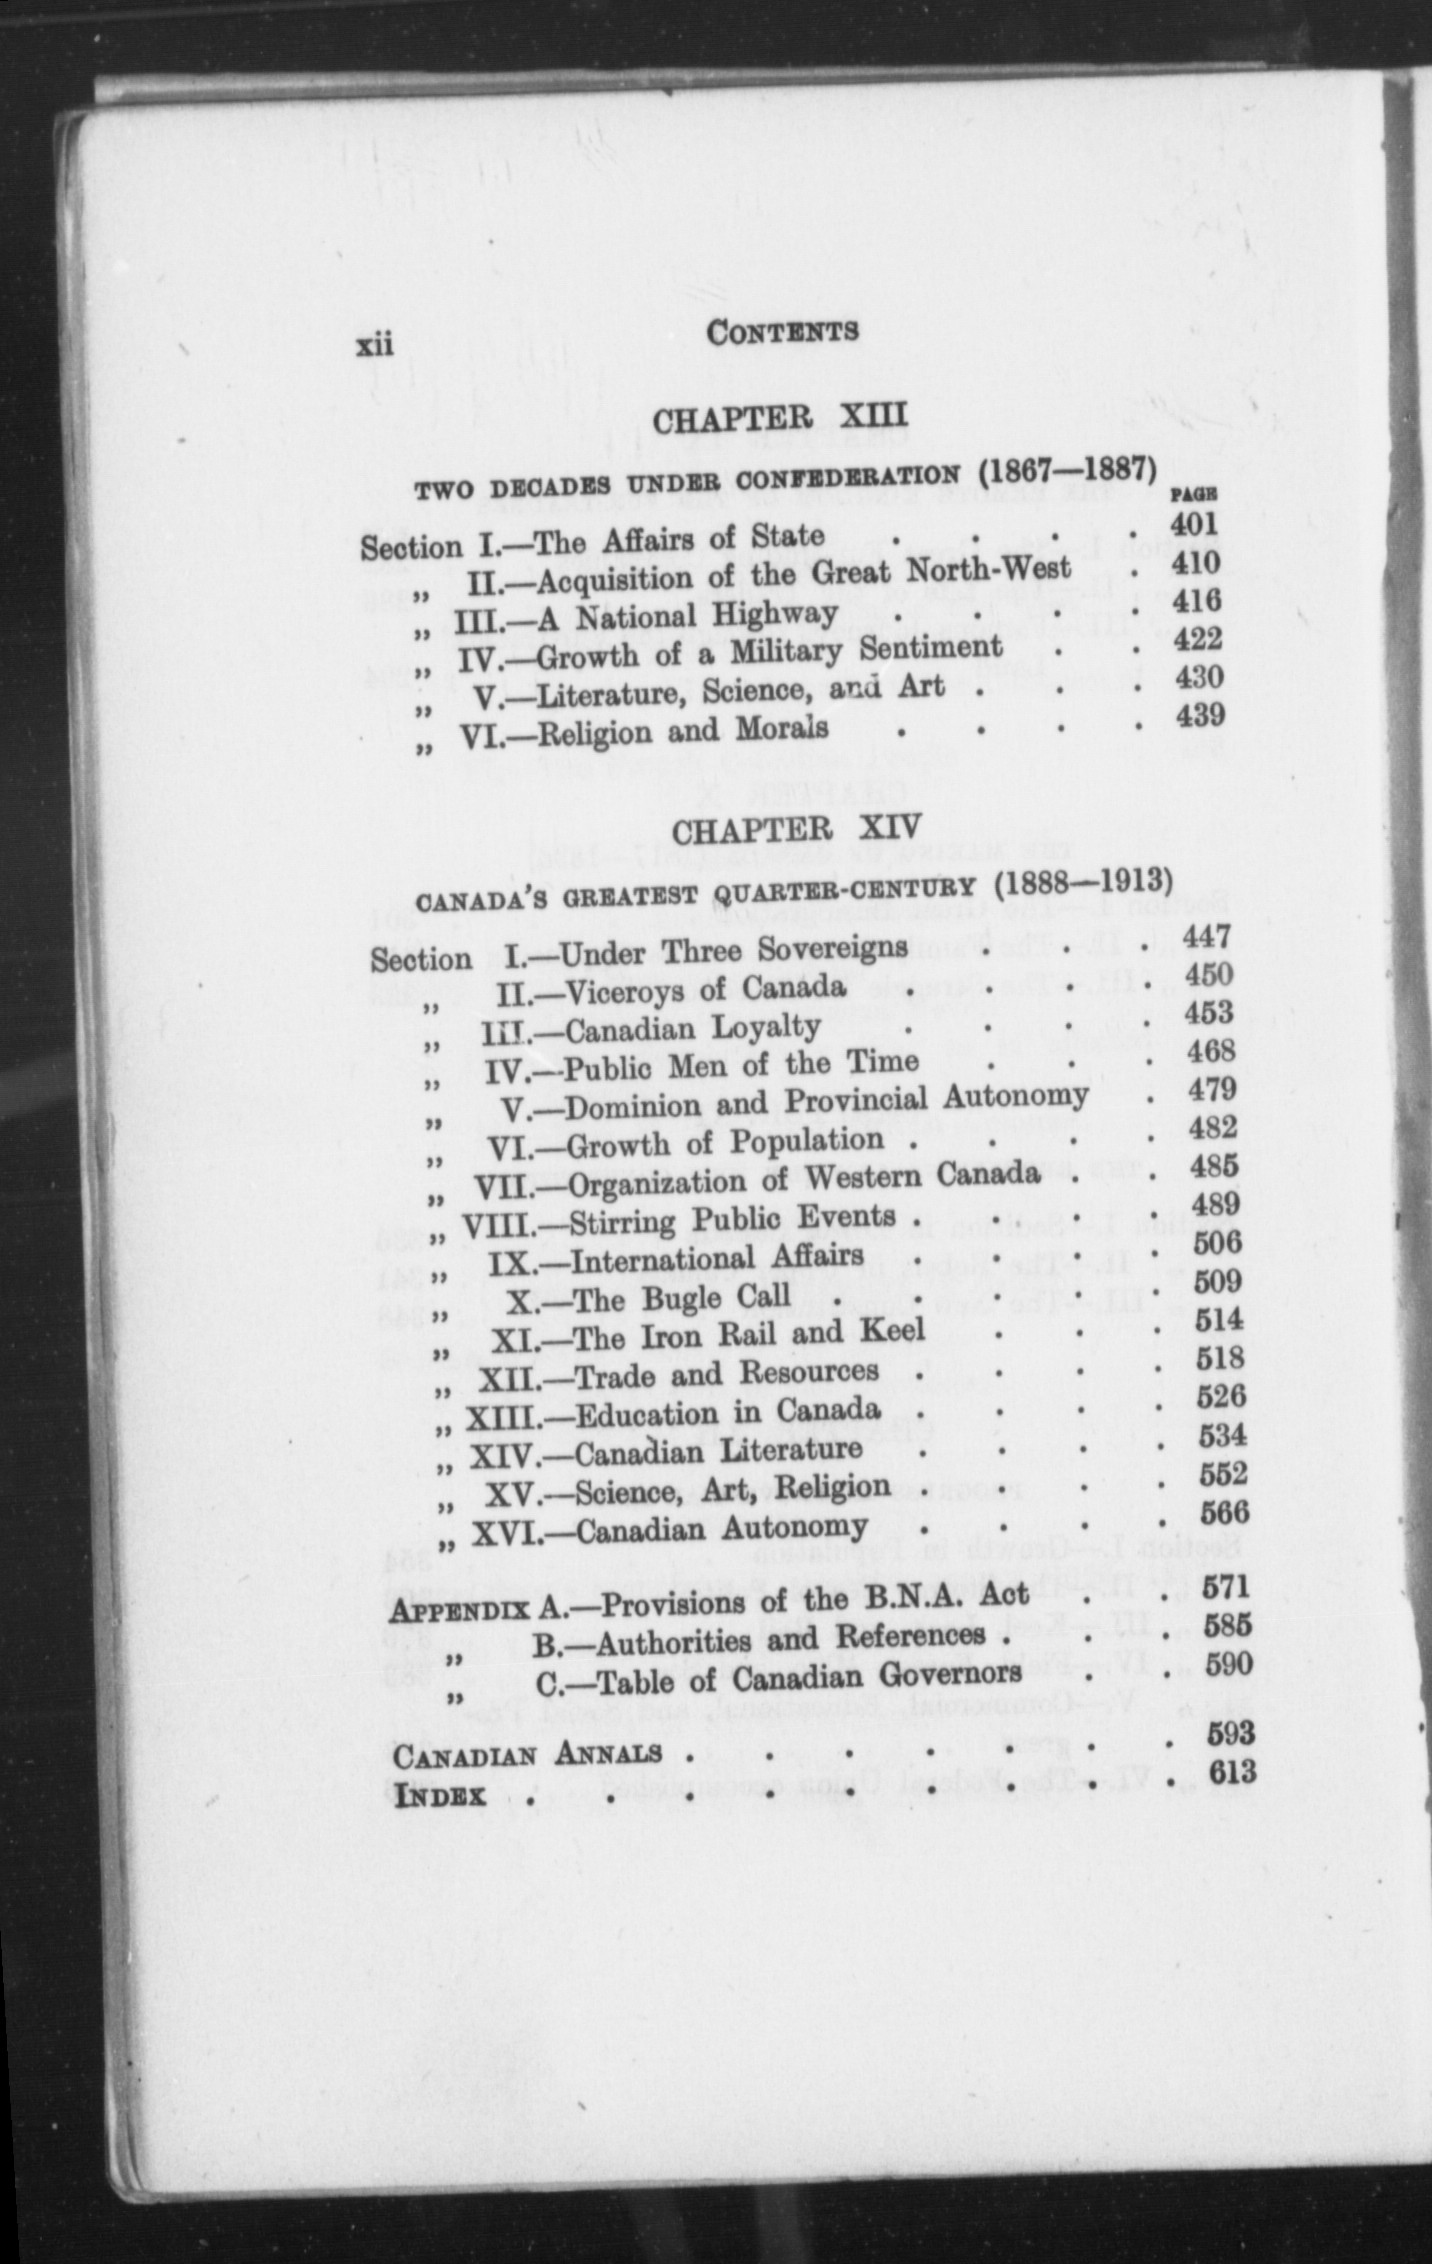 xii CONTENTS
CHAPTER XIII
TWO DECADES UNDER CONFEDERATION (1867—1887)
PAGE
Section I.—The Affairs of State . . . . 401
„ II.—Acquisition of the Great North-West . 410
„ III.—A National Highway . . . . 416
„ IV.—Growth of a Military Sentiment . . 422
„ V.—Literature, Science, and Art . . . 430
„ VI.—Religion and Morals . . . . 439
CHAPTER XIV
CANADA'S GREATEST QUARTER-CENTURY (1888—1913)
Section I.—Under Three Sovereigns . . . 447
„ II.—Viceroys of Canada . . . . 450
„ III.—Canadian Loyalty . . . . 453
„ IV.—Public Men of the Time . . . 468
„ V.—Dominion and Provincial Autonomy . 479
„ VI.—Growth of Population . . . . 482
„ VII.—Organization of Western Canada . . 485
„ VIII.—Stirring Public Events . . . . 489
„ IX.—International Affairs . . . . 506
„ X.—The Bugle Call . . . . . 509
„ XI.—The Iron Rail and Keel . . . 514
„ XII.—Trade and Resources . . . . 518
„ XIII.—Education in Canada . . . . 526
„ XIV.—Canadian Literature . . . . 534
„ XV.—Science, Art, Religion . . . . 552
„ XVI.—Canadian Autonomy . . . . 566
APPENDIX A.—Provisions of the B.N.A. Act . . 571
„ B.—Authorities and References . . . 585
„ C.—Table of Canadian Governors . . 590
CANADIAN ANNALS . . . . . . . 593
INDEX . . . . . . . . . 613